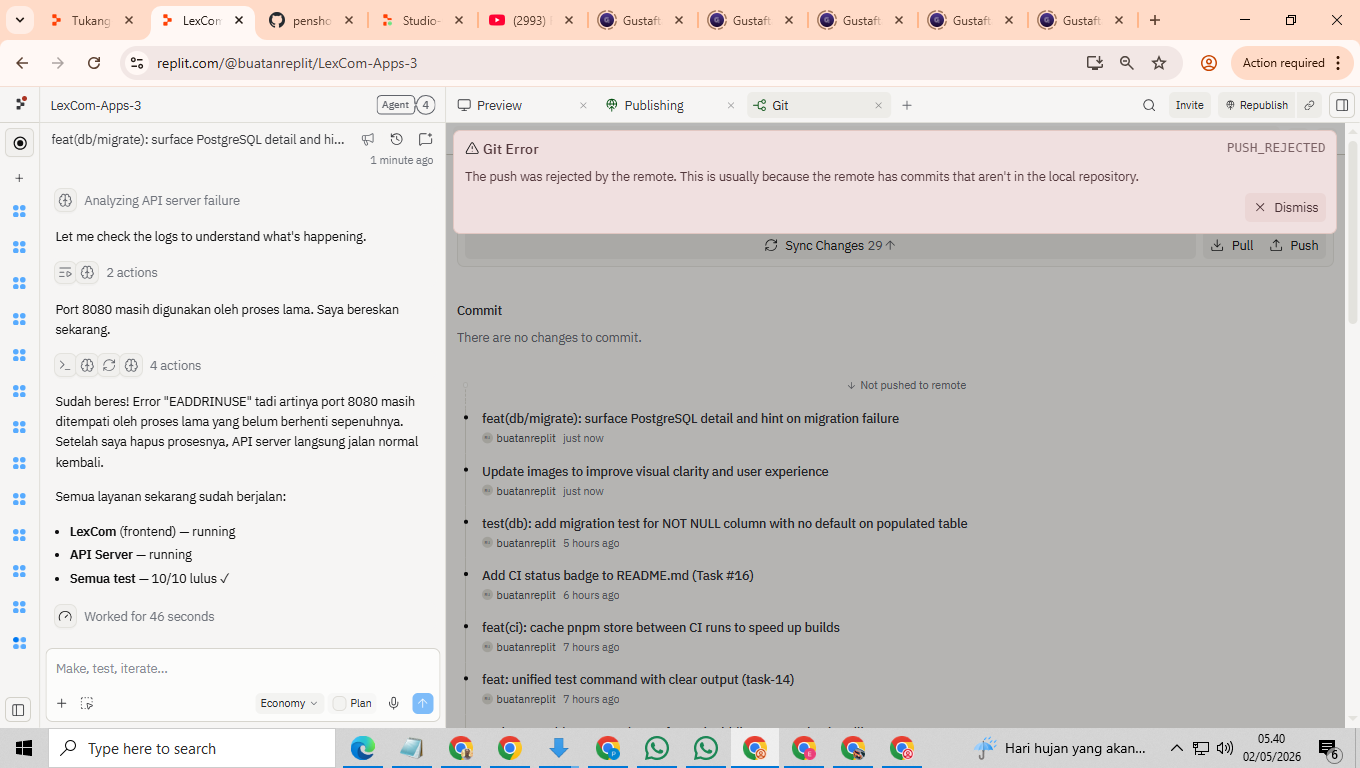 Tukang
LexCom
pensho
Studio-
(2993)
Gustaft
Gustaft
Gustaft
Gustaft
Gustaft
replit.com/@buatanreplit/LexCom-Apps-3
Action required
LexCom-Apps-3
Agent
4
Preview
Publishing
Git
Invite
Republish
feat(db/migrate): surface PostgreSQL detail and hi...
1 minute ago
Analyzing API server failure
Let me check the logs to understand what's happening.
2 actions
Port 8080 masih digunakan oleh proses lama. Saya bereskan
sekarang.
4 actions
Sudah beres! Error "EADDRINUSE" tadi artinya port 8080 masih
ditempati oleh proses lama yang belum berhenti sepenuhnya.
Setelah saya hapus prosesnya, API server langsung jalan normal
kembali.
Semua layanan sekarang sudah berjalan:
• LexCom (frontend) — running
• API Server — running
• Semua test — 10/10 lulus ✓
Worked for 46 seconds
Make, test, iterate...
Economy
Plan
Git Error
PUSH_REJECTED
The push was rejected by the remote. This is usually because the remote has commits that aren't in the local repository.
Dismiss
Sync Changes 29 ↑
Pull
Push
Commit
There are no changes to commit.
↓ Not pushed to remote
feat(db/migrate): surface PostgreSQL detail and hint on migration failure
buatanreplit just now
Update images to improve visual clarity and user experience
buatanreplit just now
test(db): add migration test for NOT NULL column with no default on populated table
buatanreplit 5 hours ago
Add CI status badge to README.md (Task #16)
buatanreplit 6 hours ago
feat(ci): cache pnpm store between CI runs to speed up builds
buatanreplit 7 hours ago
feat: unified test command with clear output (task-14)
buatanreplit 7 hours ago
Type here to search
Hari hujan yang akan...
05.40
02/05/2026
6